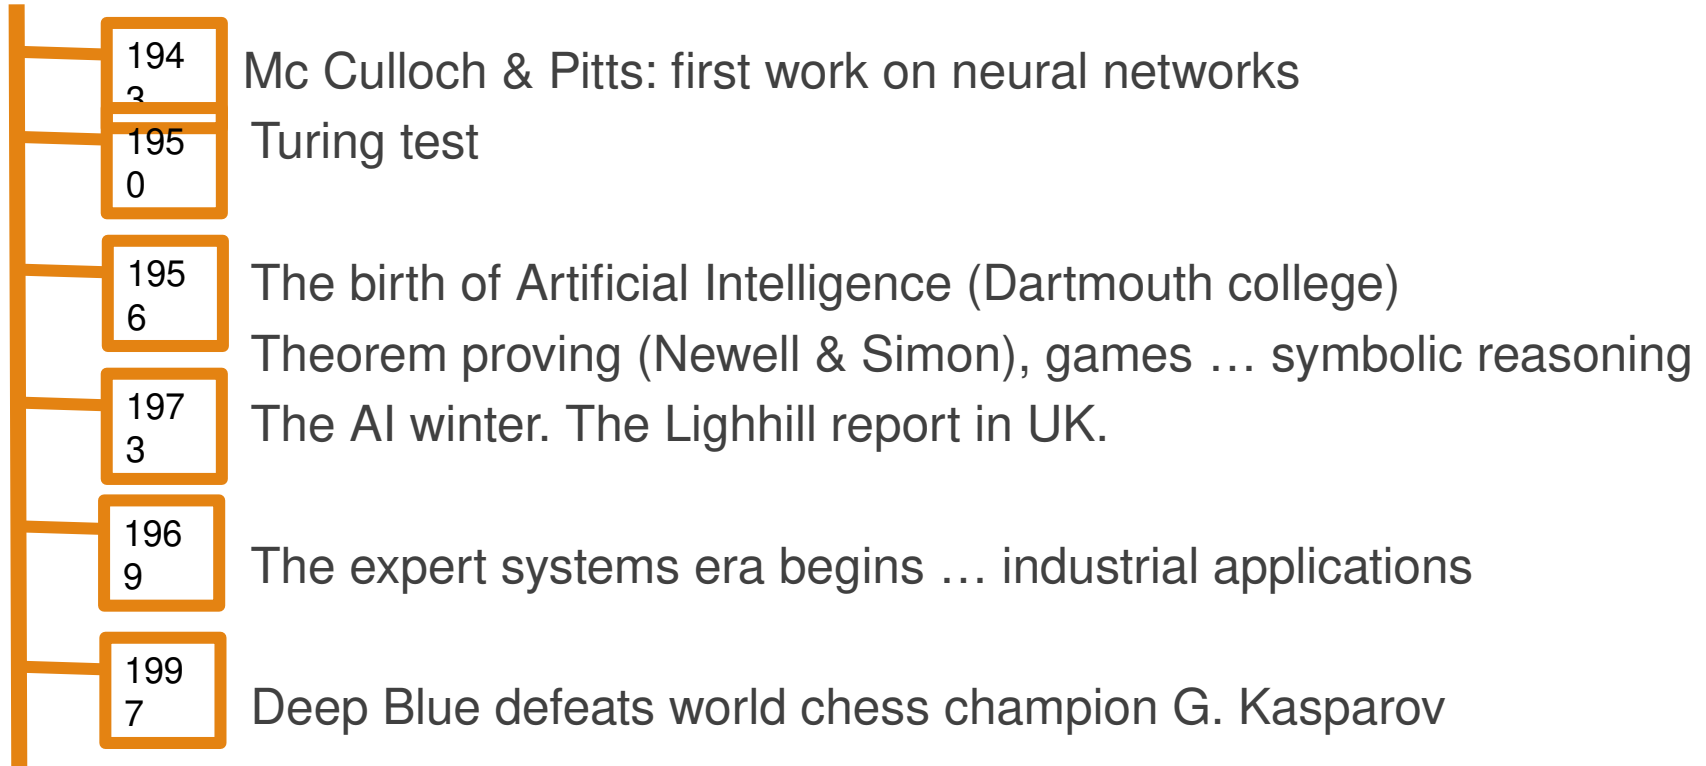 194
3
Mc Culloch & Pitts: first work on neural networks
195
0
Turing test
195
6
The birth of Artificial Intelligence (Dartmouth college)
Theorem proving (Newell & Simon), games … symbolic reasoning
197
3
The AI winter. The Lighhill report in UK.
196
9
The expert systems era begins … industrial applications
199
7
Deep Blue defeats world chess champion G. Kasparov